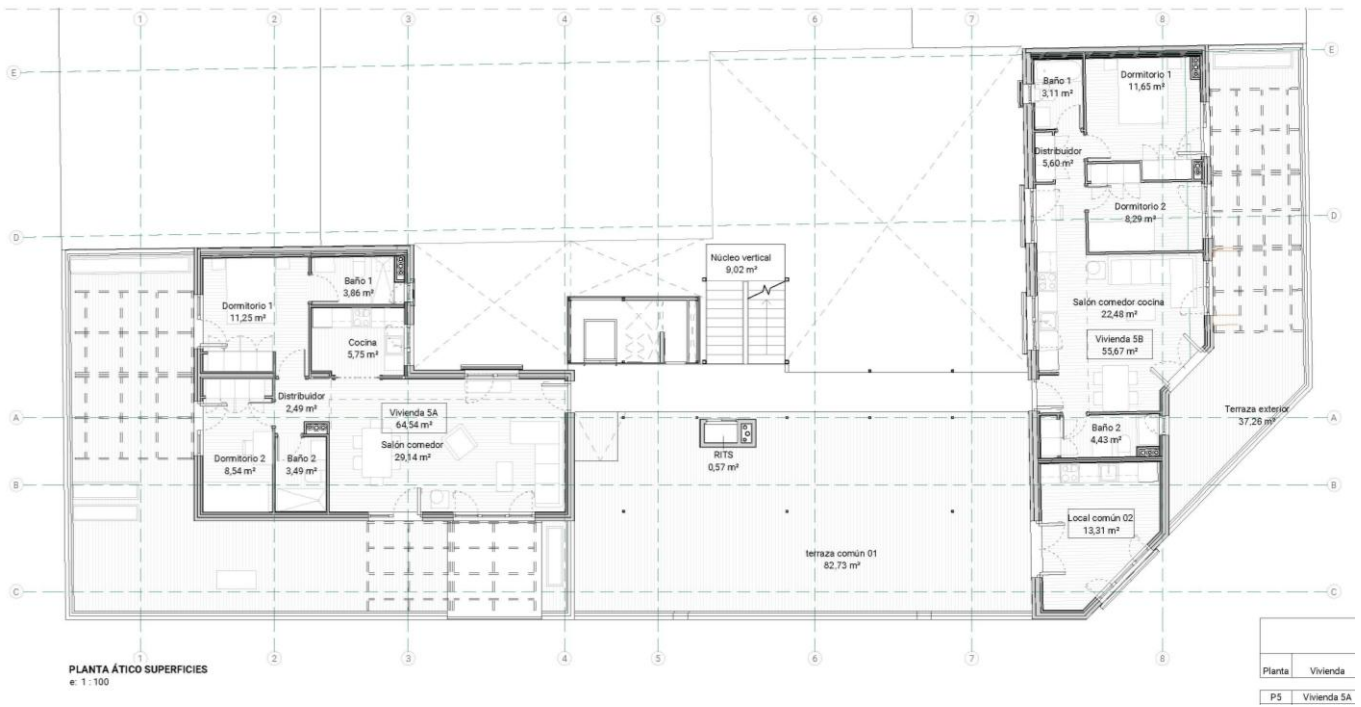 1 2 3 4 5 6 7 8
E
E
Baño 1
3,11 m²
Dormitorio 1
11,65 m²
Distribuidor
5,60 m²
Dormitorio 2
8,29 m²
D
D
Núcleo vertical
9,02 m²
Baño 1
3,86 m²
Dormitorio 1
11,25 m²
Cocina
5,75 m²
Salón comedor cocina
22,48 m²
Vivienda 5B
55,67 m²
Distribuidor
2,49 m²
Vivienda 5A
64,54 m²
Salón comedor
29,14 m²
A
A
Terraza exterior
37,26 m²
Baño 2
4,43 m²
Dormitorio 2
8,54 m²
Baño 2
3,49 m²
RITS
0,57 m²
B
B
Local común 02
13,31 m²
terraza común 01
82,73 m²
C
C
1 2 3 4 5 6 7 8
PLANTA ÁTICO SUPERFICIES
e: 1 : 100
Planta Vivienda
P5 Vivienda 5A